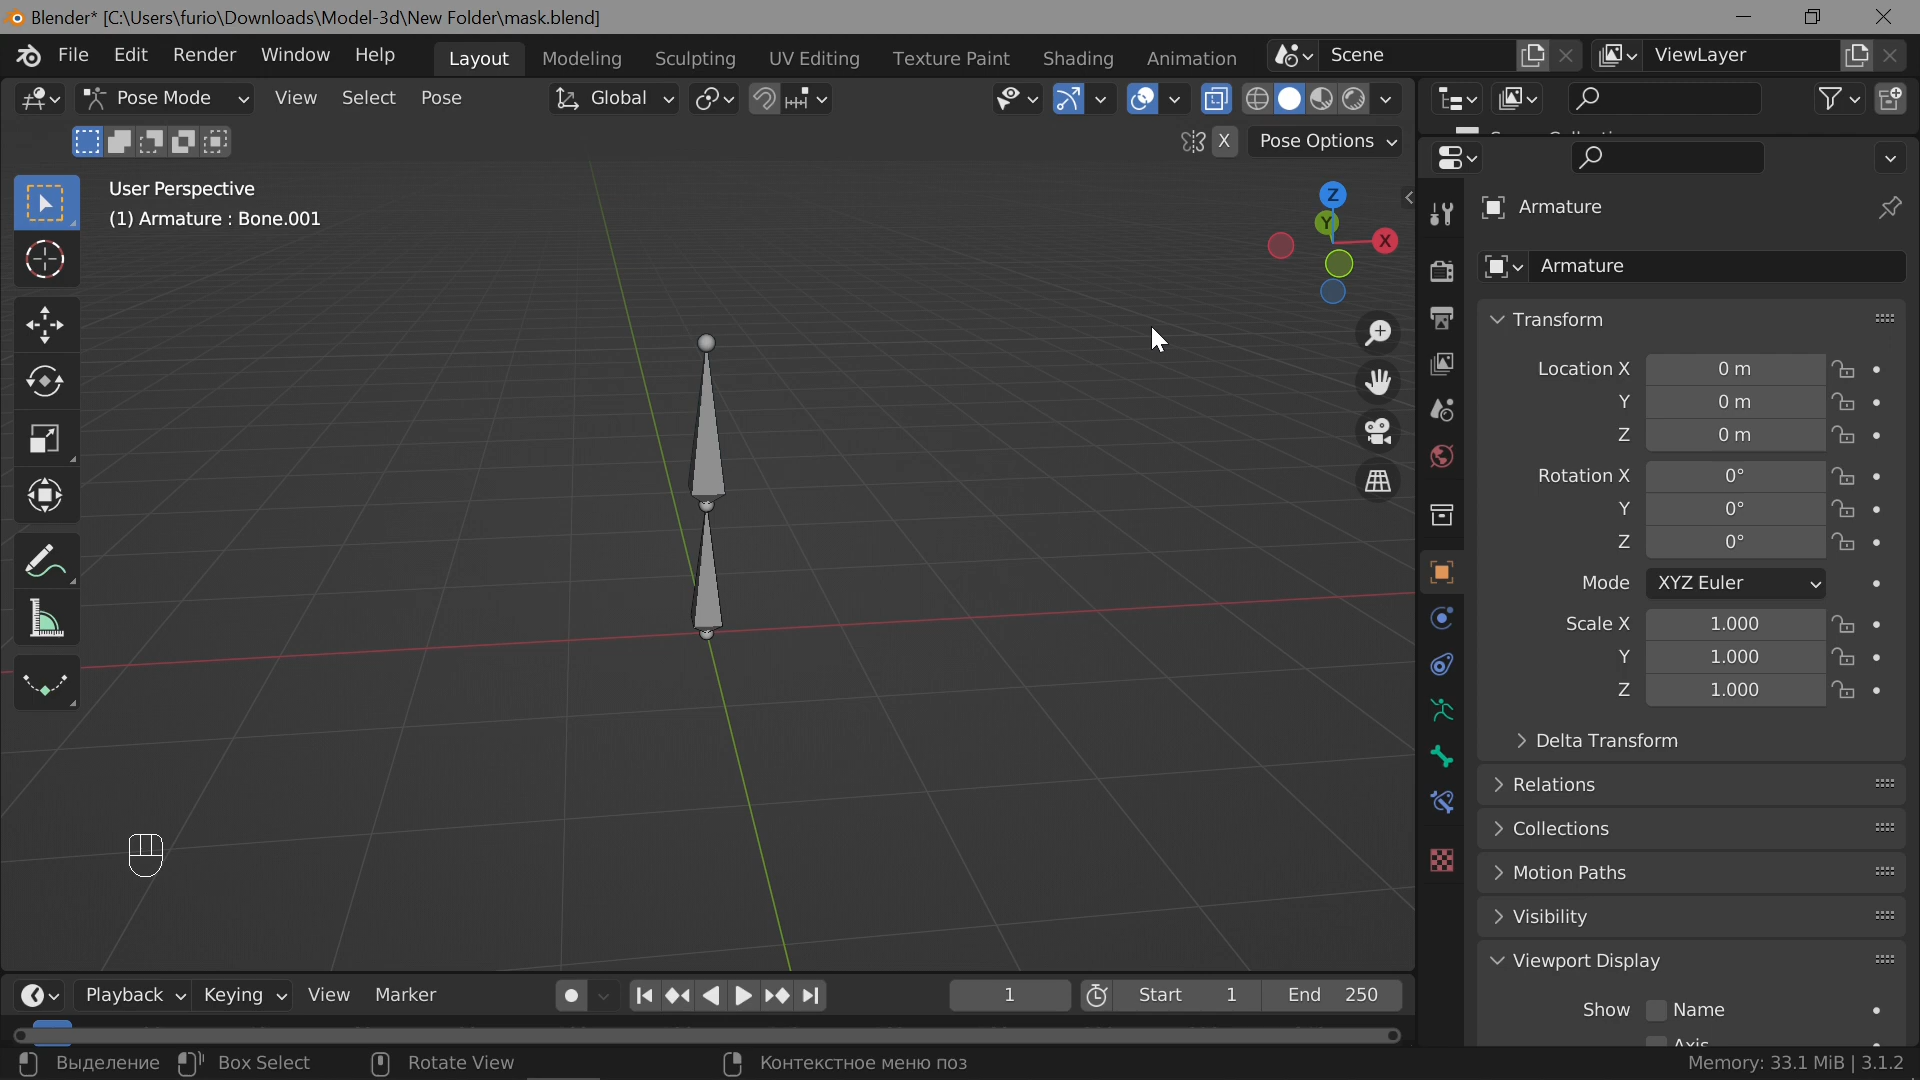 Blender* [C:\Users\furio\Downloads\Model-3d\New Folder\mask.blend]
File Edit Render Window Help Layout Modeling Sculpting UV Editing Texture Paint Shading Animation Scene ViewLayer
Pose Mode View Select Pose Global
X Pose Options
User Perspective
(1) Armature : Bone.001
Z
Y
X
Armature
Armature
Transform
Location X 0 m
Y 0 m
Z 0 m
Rotation X 0°
Y 0°
Z 0°
Mode XYZ Euler
Scale X 1.000
Y 1.000
Z 1.000
Delta Transform
Relations
Collections
Motion Paths
Visibility
Viewport Display
Show Name
Axis
Playback Keying View Marker 1 Start 1 End 250
Выделение Box Select Rotate View Контекстное меню поз Memory: 33.1 MiB | 3.1.2